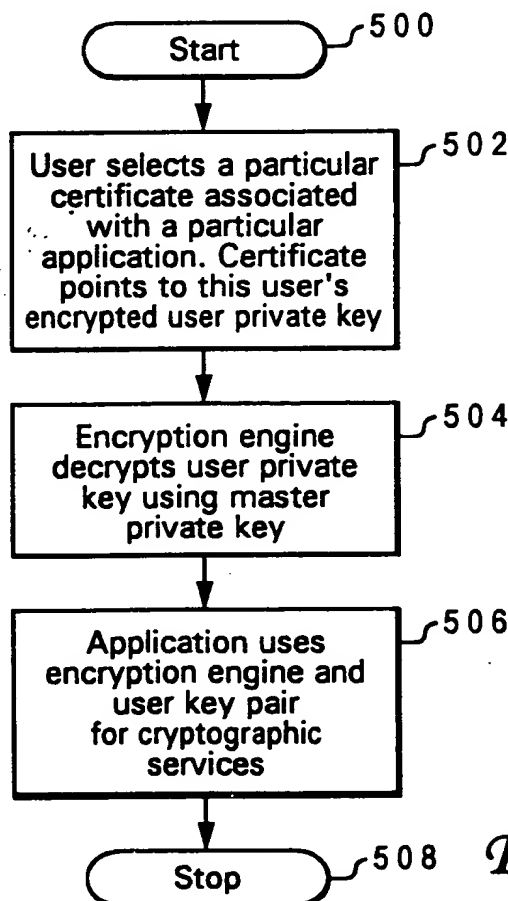 Start
500
User selects a particular
certificate associated
with a particular
application. Certificate
points to this user's
encrypted user private key
502
Encryption engine
decrypts user private
key using master
private key
504
Application uses
encryption engine and
user key pair
for cryptographic
services
506
Stop
508